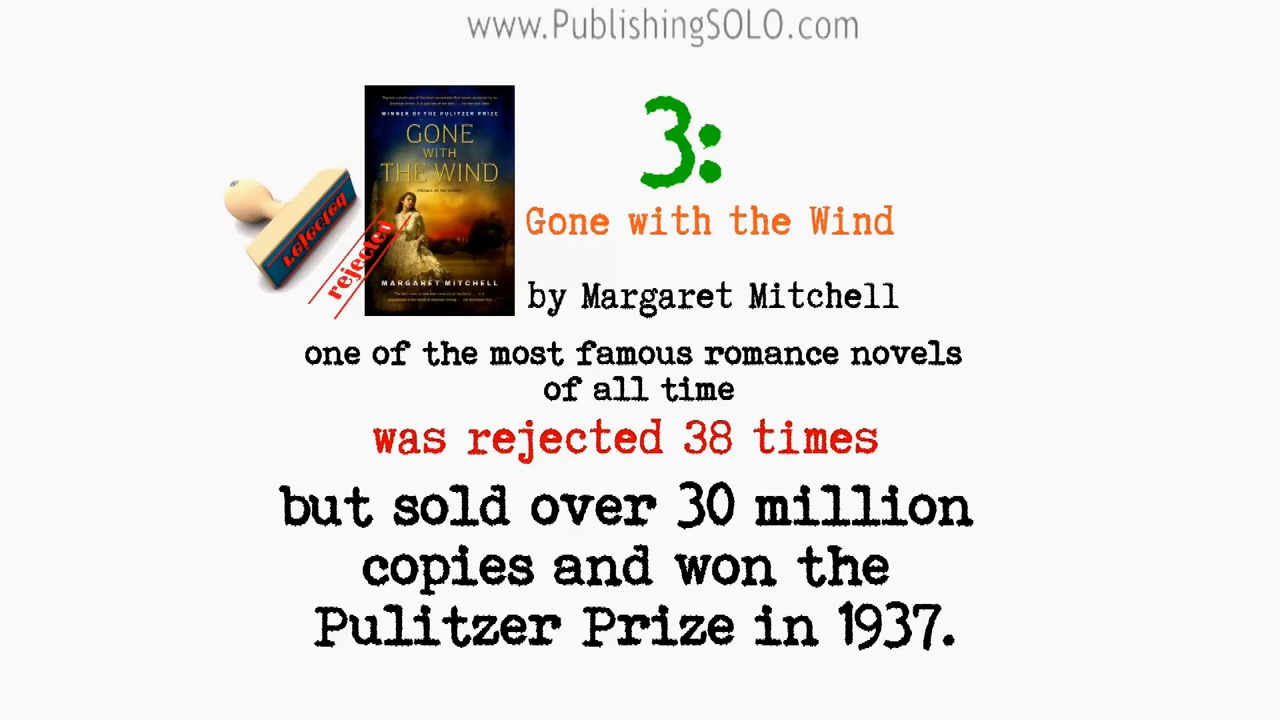 www.PublishingSOLO.com
3:
WINNER OF THE PULITZER PRIZE
GONE
WITH
THE WIND
MARGARET MITCHELL
rejected
rejected
Gone with the Wind
by Margaret Mitchell
one of the most famous romance novels
of all time
was rejected 38 times
but sold over 30 million
copies and won the
Pulitzer Prize in 1937.